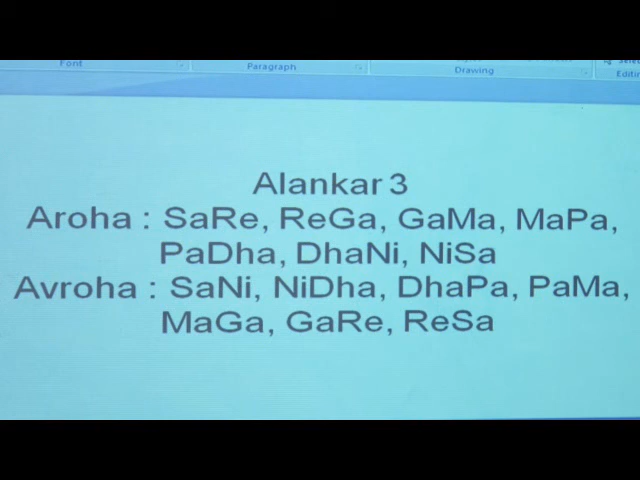 Font
Paragraph
Drawing
Alankar 3
Aroha : SaRe, ReGa, GaMa, MaPa,
PaDha, DhaNi, NiSa
Avroha : SaNi, NiDha, DhaPa, PaMa,
MaGa, GaRe, ReSa